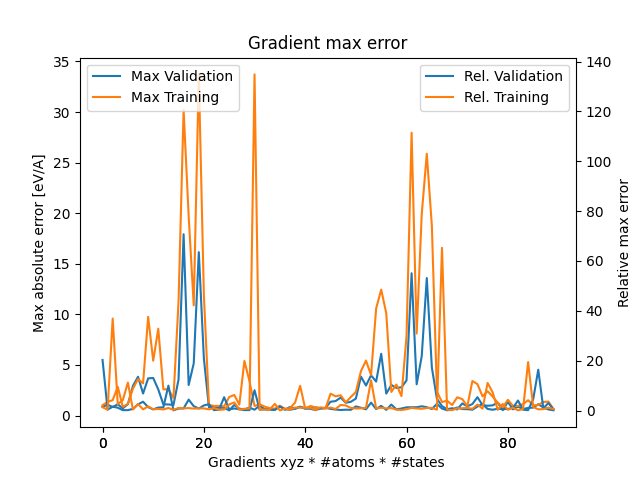 Gradient max error
Max Validation
Max Training
Rel. Validation
Rel. Training
Max absolute error [eV/A]
35
30
25
20
15
10
5
0
140
120
100
80
60
40
20
0
Relative max error
0 20 40 60 80
Gradients xyz * #atoms * #states